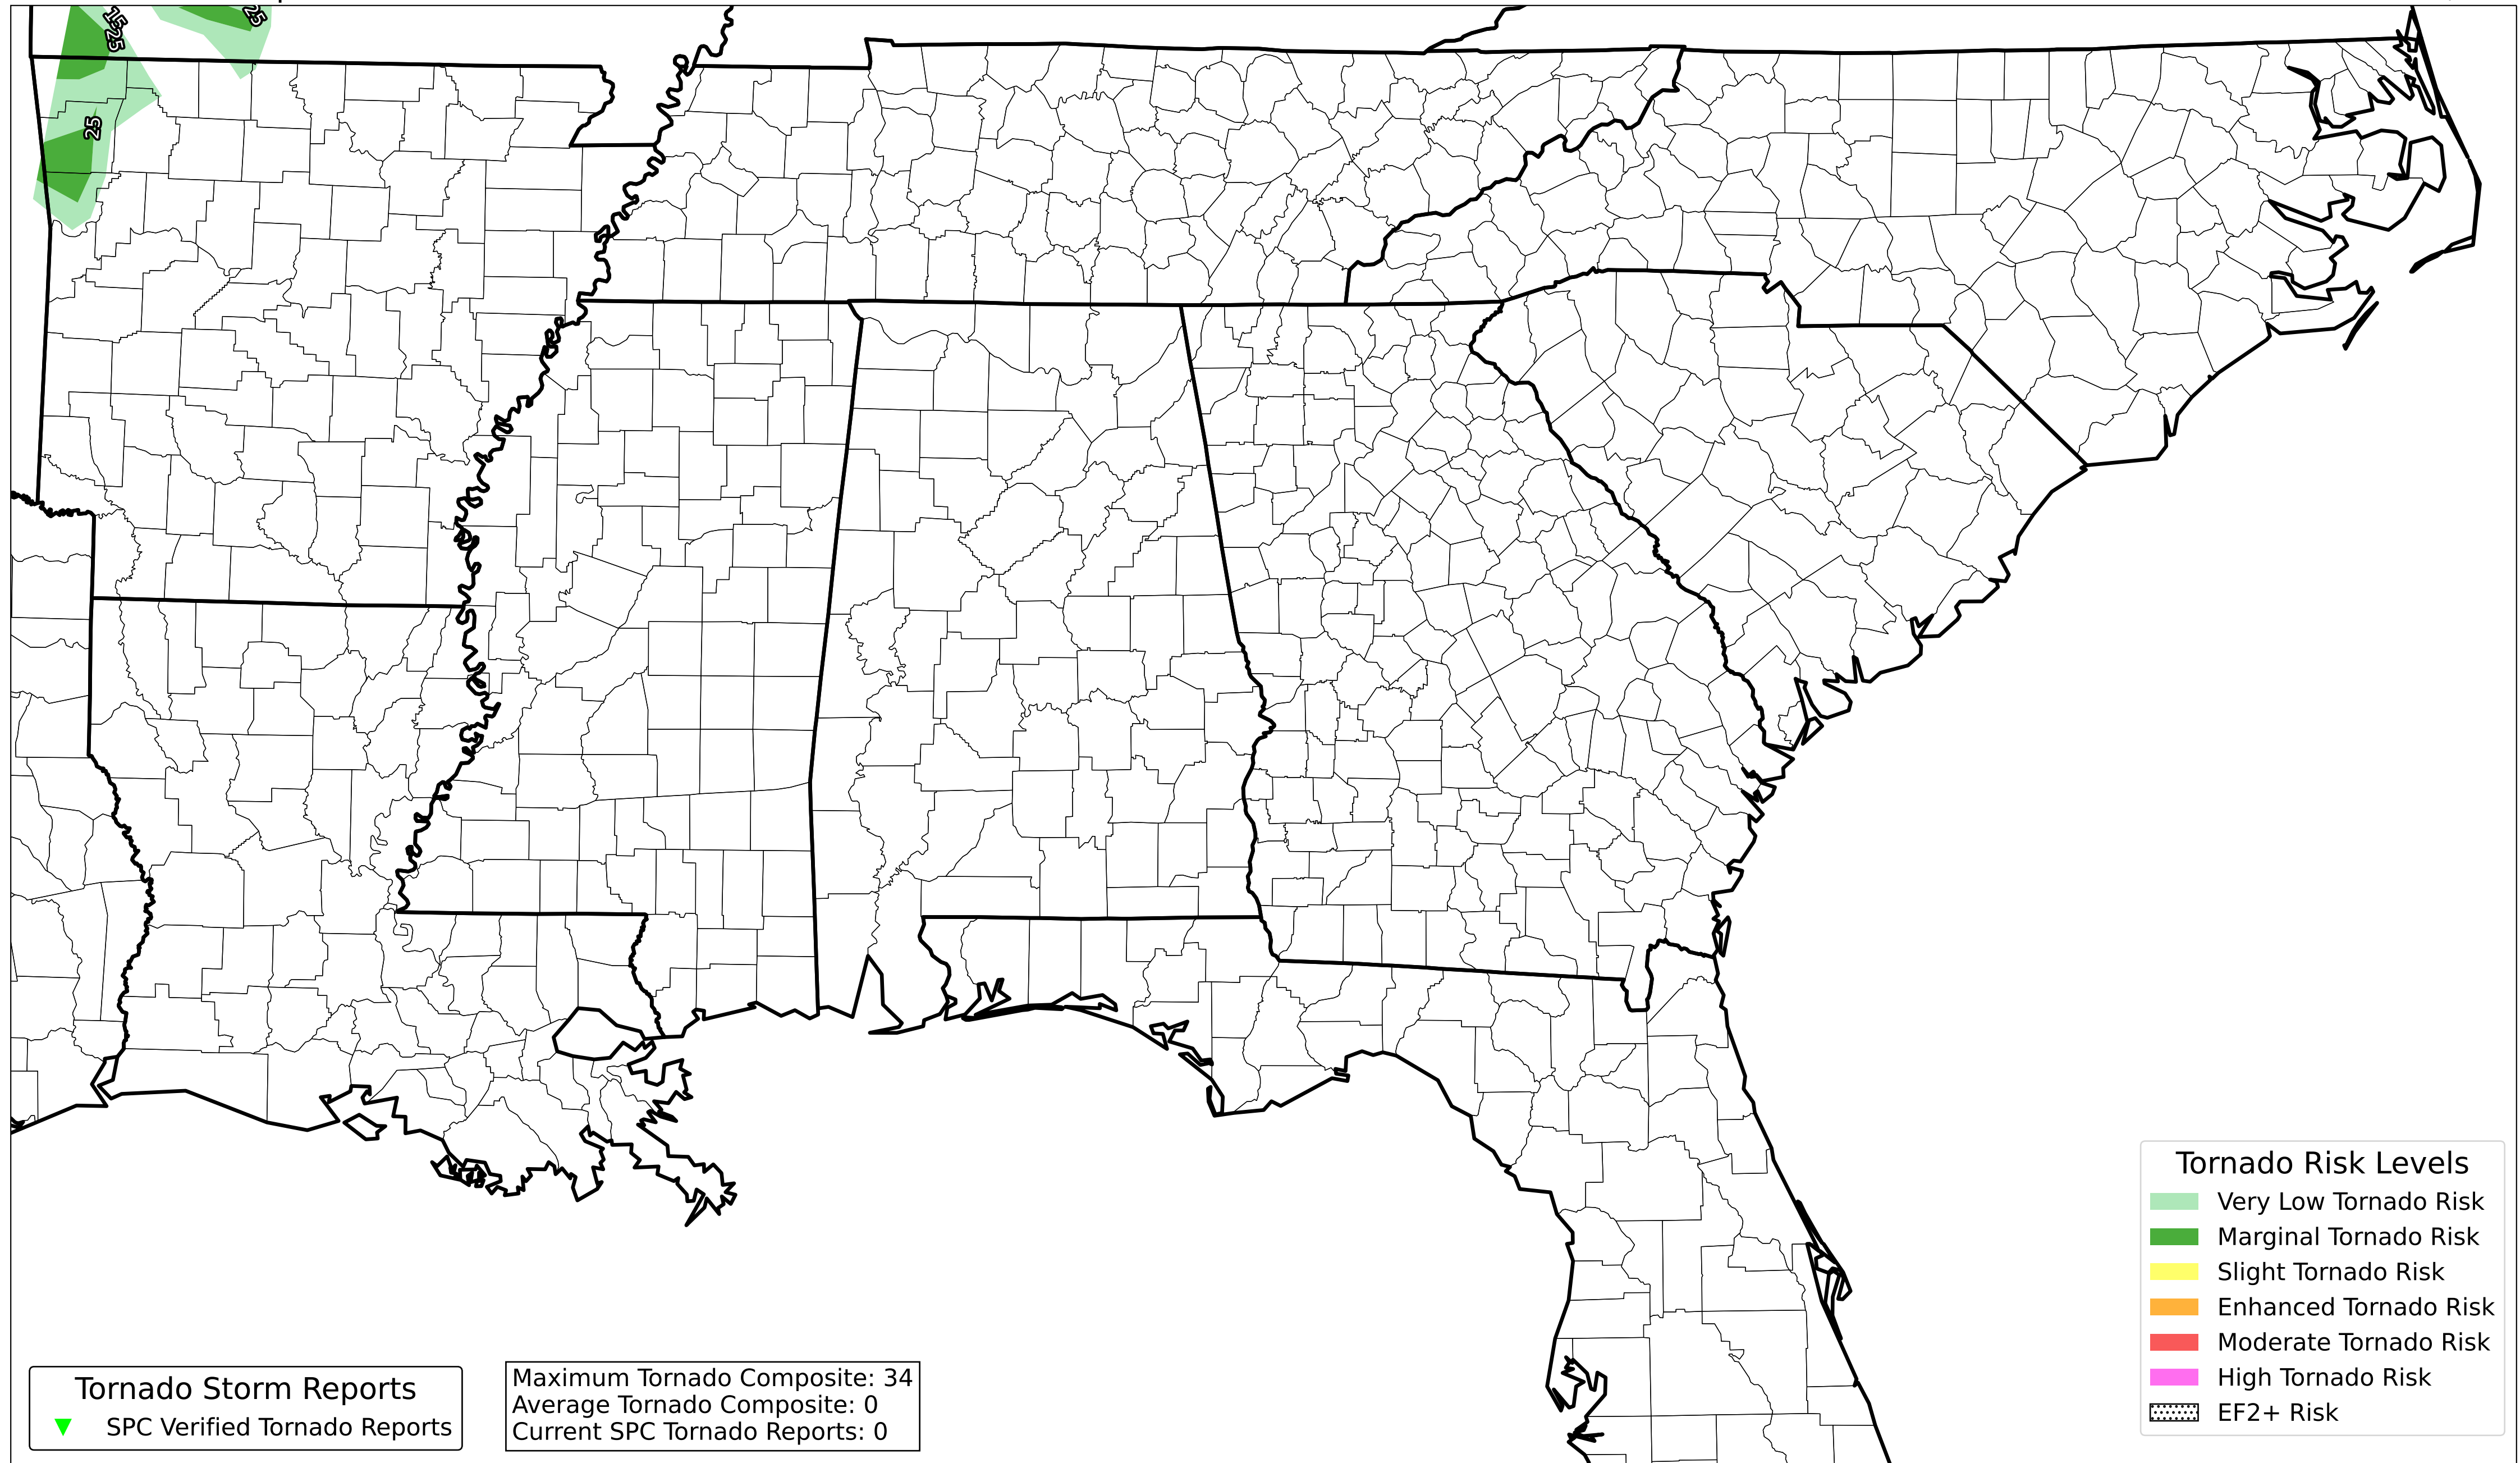 15
25
25
25
Tornado Risk Levels
Very Low Tornado Risk
Marginal Tornado Risk
Slight Tornado Risk
Enhanced Tornado Risk
Moderate Tornado Risk
High Tornado Risk
EF2+ Risk
Tornado Storm Reports
SPC Verified Tornado Reports
Maximum Tornado Composite: 34
Average Tornado Composite: 0
Current SPC Tornado Reports: 0